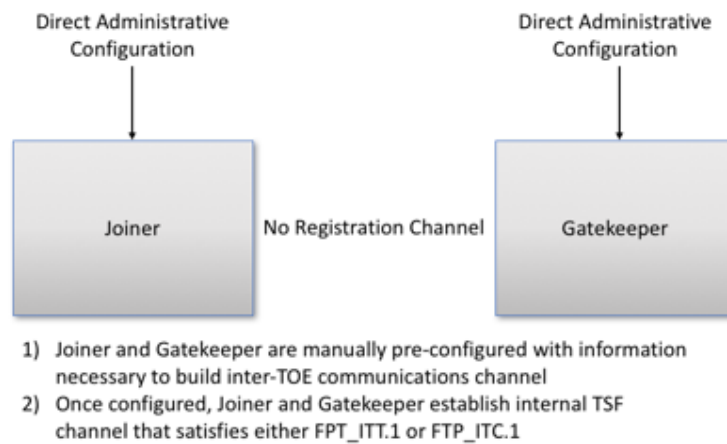 Direct Administrative
Configuration
Direct Administrative
Configuration
Joiner
No Registration Channel
Gatekeeper
1) Joiner and Gatekeeper are manually pre-configured with information
necessary to build inter-TOE communications channel
2) Once configured, Joiner and Gatekeeper establish internal TSF
channel that satisfies either FPT_ITT.1 or FTP_ITC.1